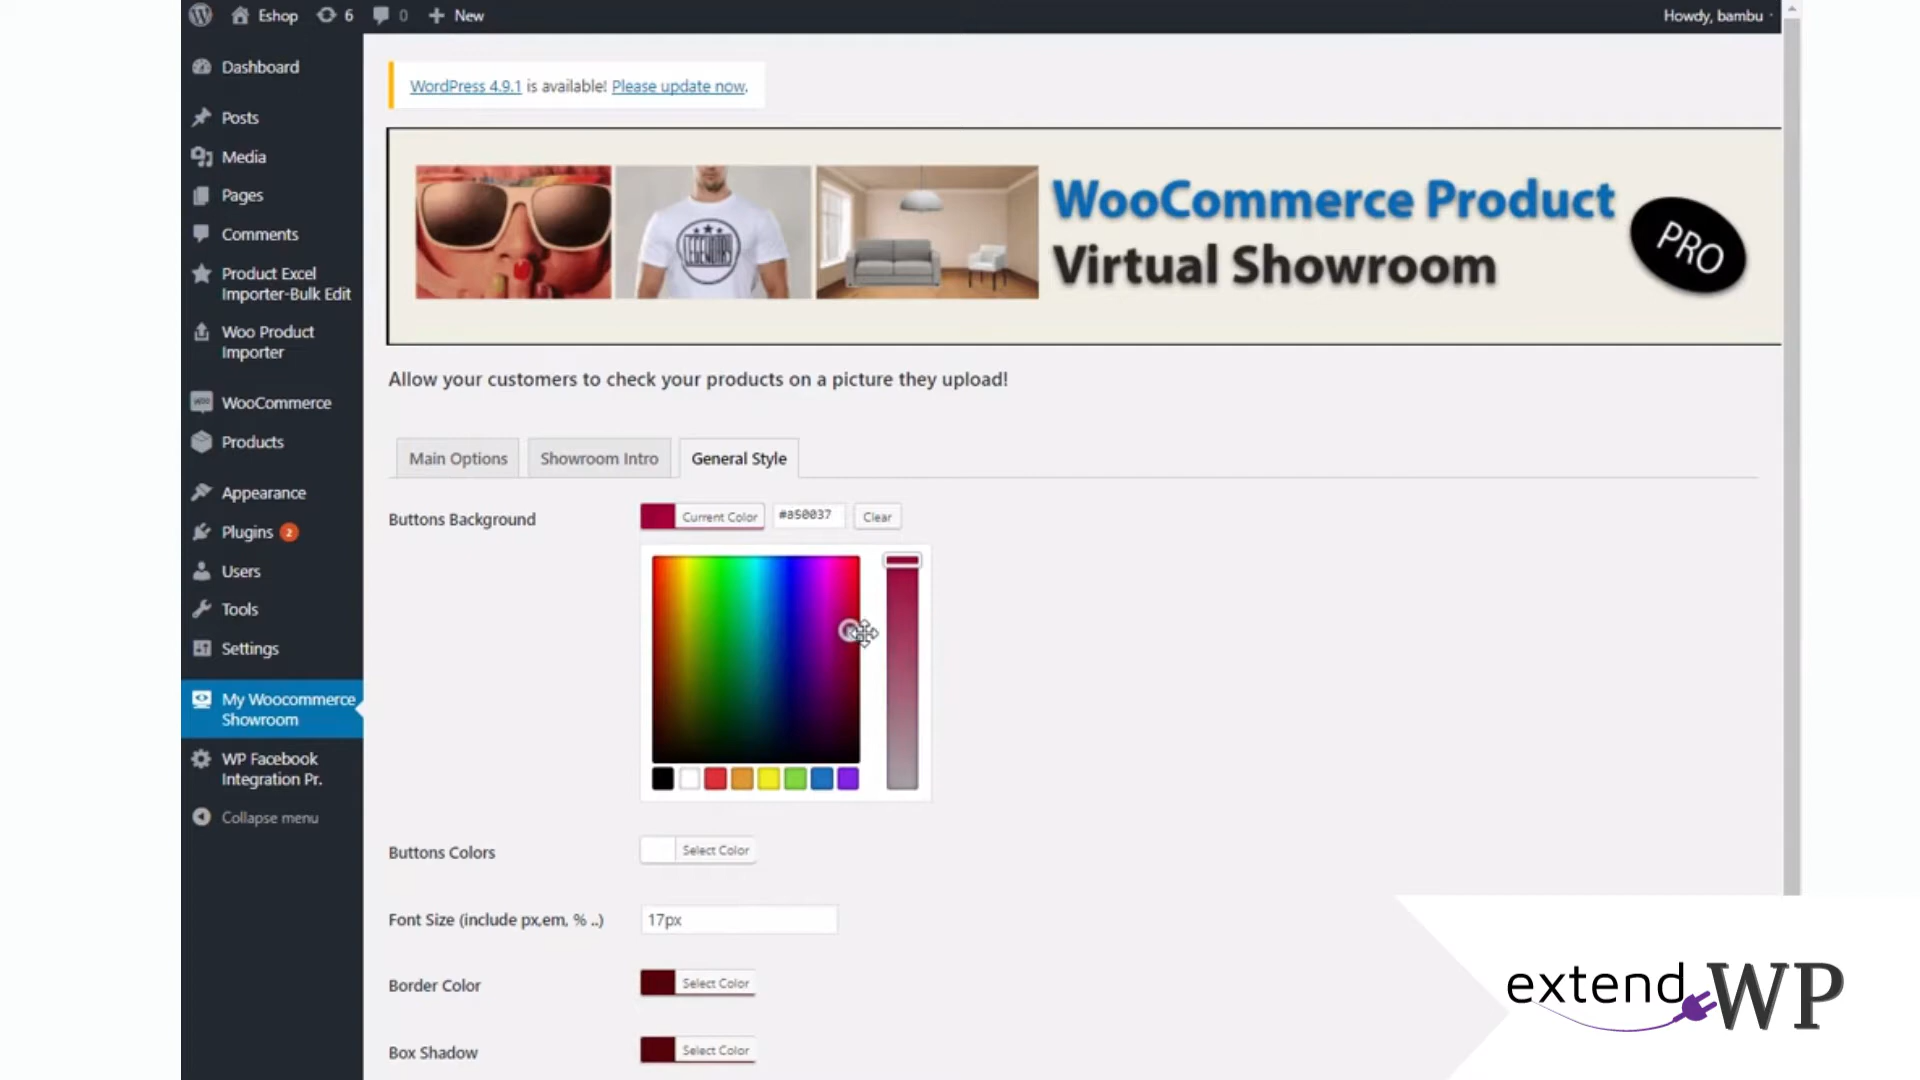 Eshop 6 0 New Howdy, bambu
Dashboard
Posts
Media
Pages
Comments
Product Excel
Importer-Bulk Edit
Woo Product
Importer
WooCommerce
Products
Appearance
Plugins 2
Users
Tools
Settings
My Woocommerce
Showroom
WP Facebook
Integration Pr.
Collapse menu
WordPress 4.9.1 is available! Please update now.
LEGENDARY
WooCommerce Product
Virtual Showroom
PRO
Allow your customers to check your products on a picture they upload!
Main Options Showroom Intro General Style
Buttons Background Current Color #a50037 Clear
Buttons Colors Select Color
Font Size (include px,em, % ..) 17px
Border Color Select Color
Box Shadow Select Color
extendWP